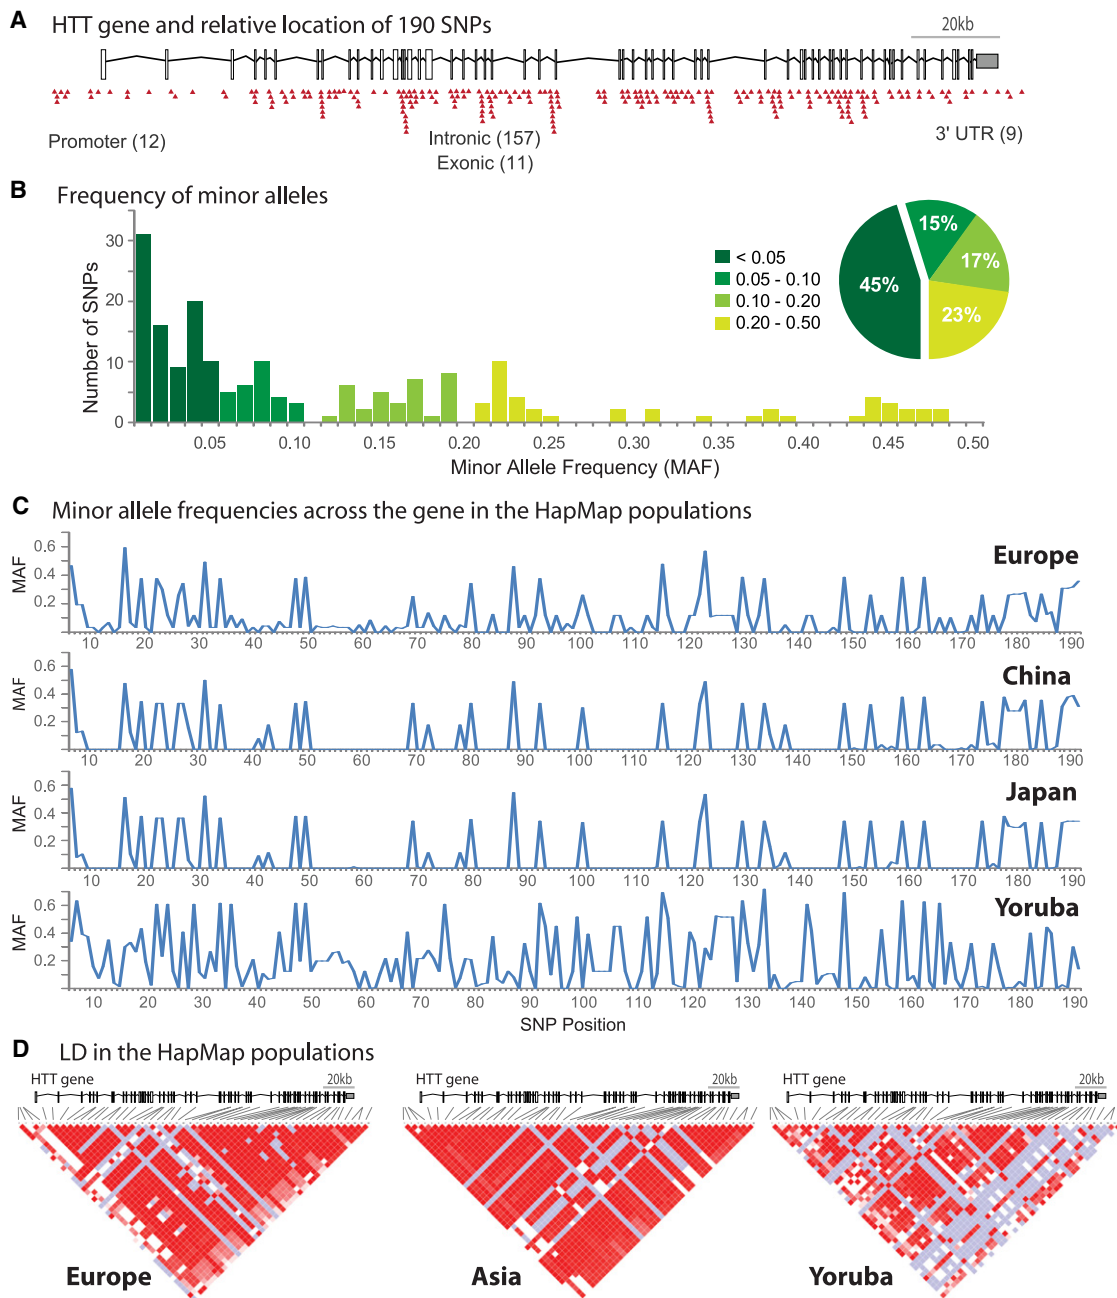 A HTT gene and relative location of 190 SNPs
20kb
Promoter (12)
Intronic (157)
Exonic (11)
3' UTR (9)
B Frequency of minor alleles
Number of SNPs
30
20
10
0
0.05 0.10 0.15 0.20 0.25 0.30 0.35 0.40 0.45 0.50
Minor Allele Frequency (MAF)
< 0.05
0.05 - 0.10
0.10 - 0.20
0.20 - 0.50
15%
17%
45%
23%
C Minor allele frequencies across the gene in the HapMap populations
MAF
0.6
0.4
0.2
Europe
10 20 30 40 50 60 70 80 90 100 110 120 130 140 150 160 170 180 190
MAF
0.6
0.4
0.2
China
10 20 30 40 50 60 70 80 90 100 110 120 130 140 150 160 170 180 190
MAF
0.6
0.4
0.2
Japan
10 20 30 40 50 60 70 80 90 100 110 120 130 140 150 160 170 180 190
MAF
0.6
0.4
0.2
Yoruba
10 20 30 40 50 60 70 80 90 100 110 120 130 140 150 160 170 180 190
SNP Position
D LD in the HapMap populations
HTT gene 20kb
HTT gene 20kb
HTT gene 20kb
Europe
Asia
Yoruba